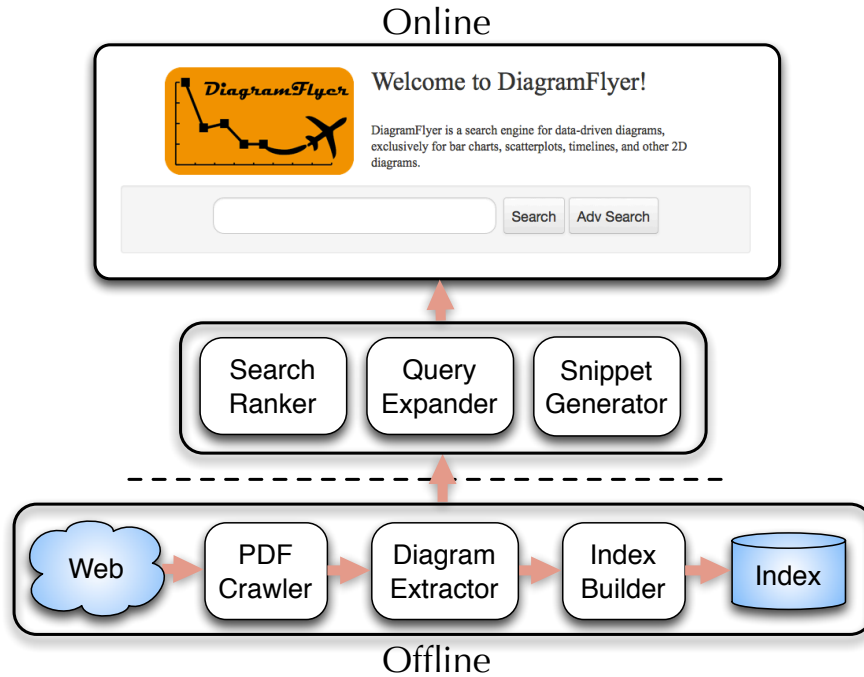 Online
DiagramFlyer
Welcome to DiagramFlyer!
DiagramFlyer is a search engine for data-driven diagrams,
exclusively for bar charts, scatterplots, timelines, and other 2D
diagrams.
Search
Adv Search
Search
Ranker
Query
Expander
Snippet
Generator
Web
PDF
Crawler
Diagram
Extractor
Index
Builder
Index
Offline